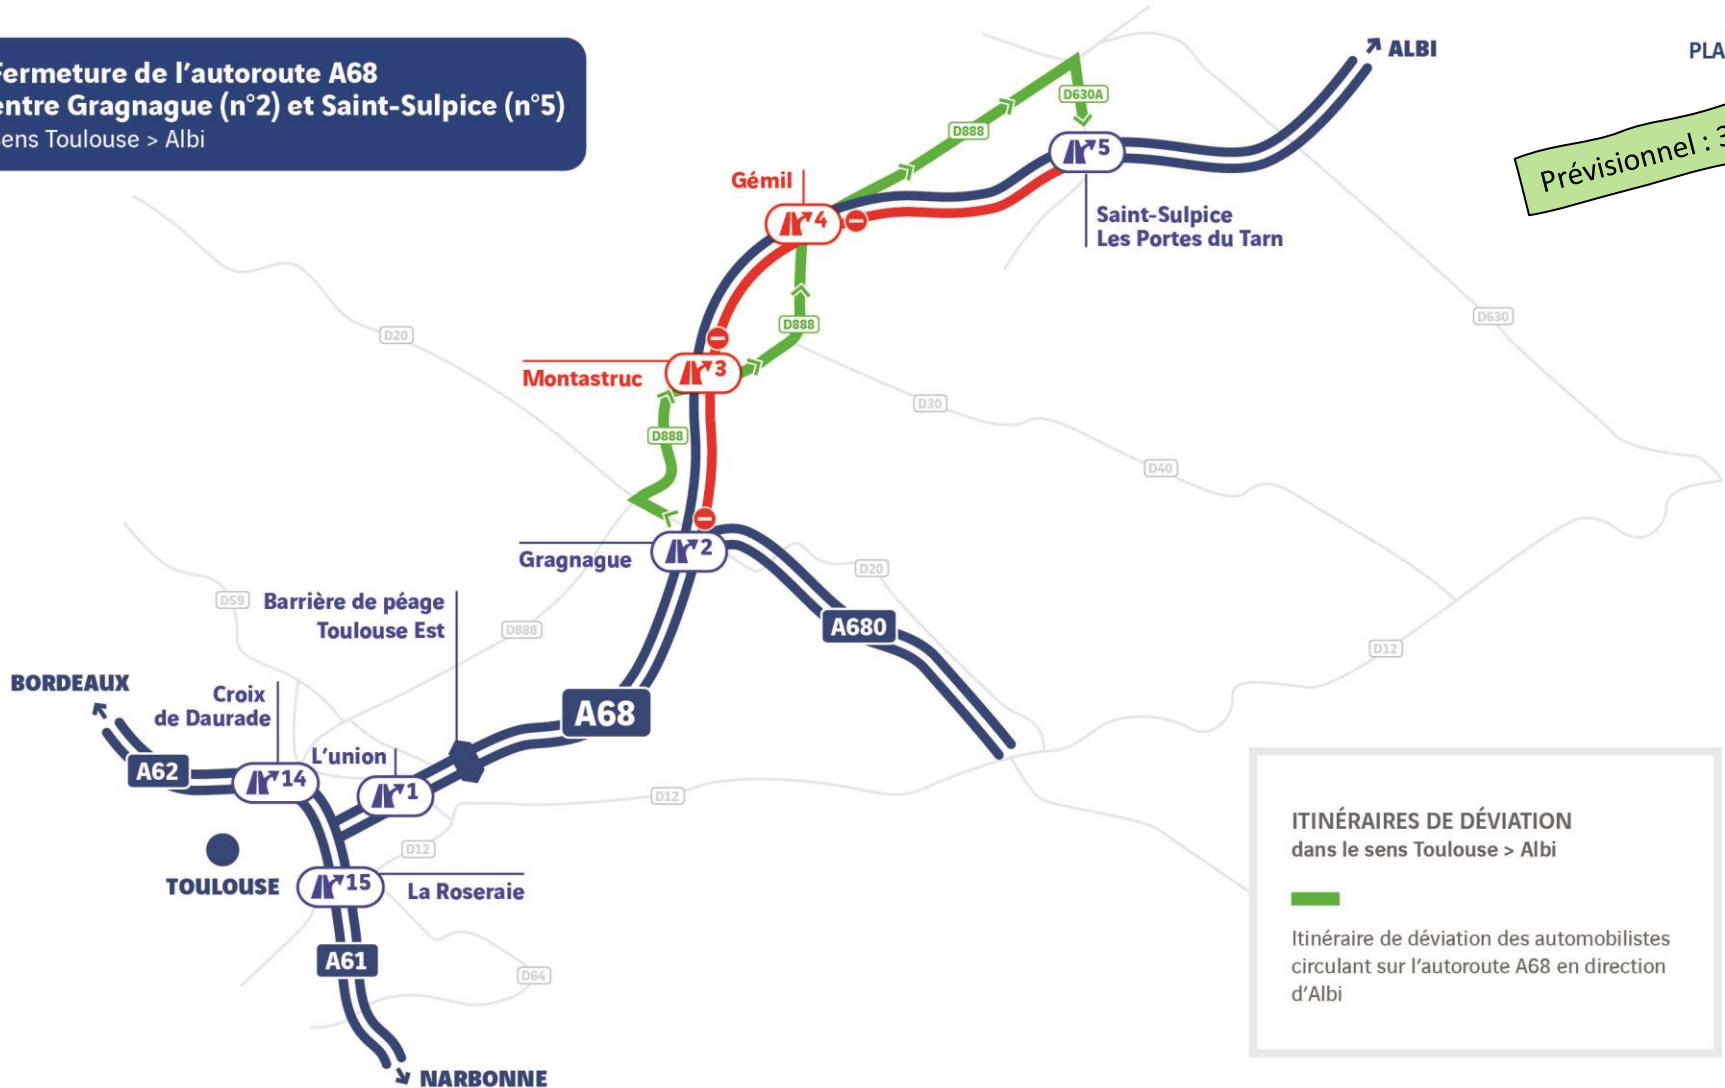 Fermeture de l'autoroute A68
entre Gragnague (n°2) et Saint-Sulpice (n°5)
Sens Toulouse > Albi
ALBI
Prévisionnel :
D630A
D888
5
Gémil
4
Saint-Sulpice
Les Portes du Tarn
D630
D888
D20
3
Montastruc
D30
D888
D40
2
Gragnague
D20
D59
Barrière de péage
Toulouse Est
D888
A680
D12
BORDEAUX
Croix
de Daurade
A68
L'union
A62
14
1
D12
D12
TOULOUSE
15
La Roseraie
A61
D64
NARBONNE
ITINÉRAIRES DE DÉVIATION
dans le sens Toulouse > Albi
Itinéraire de déviation des automobilistes
circulant sur l'autoroute A68 en direction
d'Albi